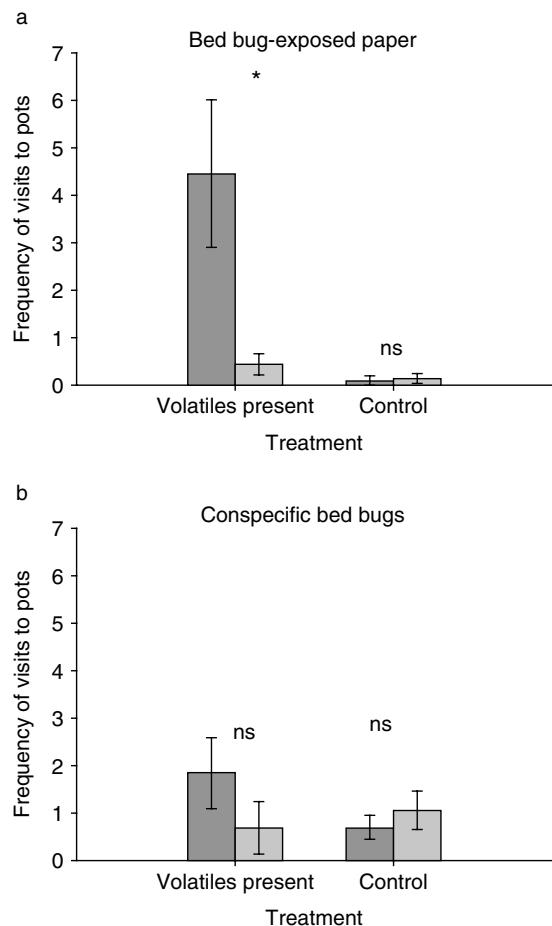 a
Bed bug-exposed paper
7
6
5
4
3
2
1
0
Frequency of visits to pots
*
ns
Volatiles present Control
Treatment
b
Conspecific bed bugs
7
6
5
4
3
2
1
0
Frequency of visits to pots
ns ns
Volatiles present Control
Treatment